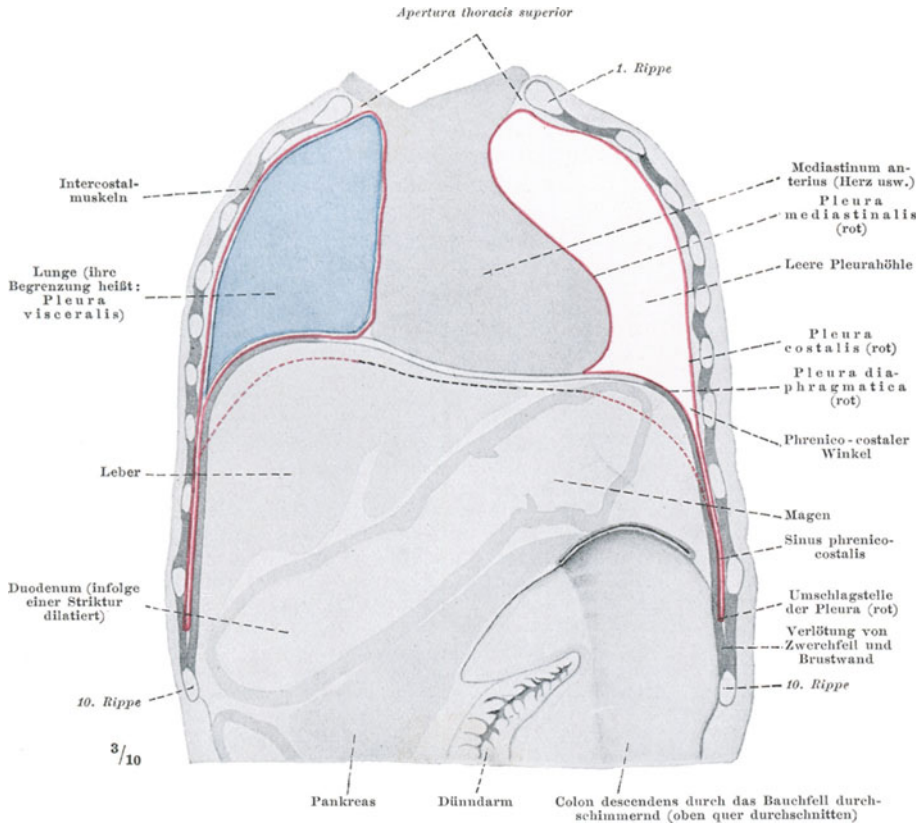 Apertura thoracis superior
1. Rippe
Intercostal-
muskeln
Lunge (ihre
Begrenzung heißt:
Pleura
visceralis)
Leber
Duodenum (infolge
einer Striktur
dilatiert)
10. Rippe
3/10
Mediastinum an-
terius (Herz usw.)
Pleura
mediastinalis
(rot)
Leere Pleurahöhle
Pleura
costalis (rot)
Pleura dia-
phragmatica
(rot)
Phrenico-costaler
Winkel
Magen
Sinus phrenico-
costalis
Umschlagstelle
der Pleura (rot)
Verlötung von
Zwerchfell und
Brustwand
10. Rippe
Pankreas
Dünndarm
Colon descendens durch das Bauchfell durch-
schimmernd (oben quer durchschnitten)